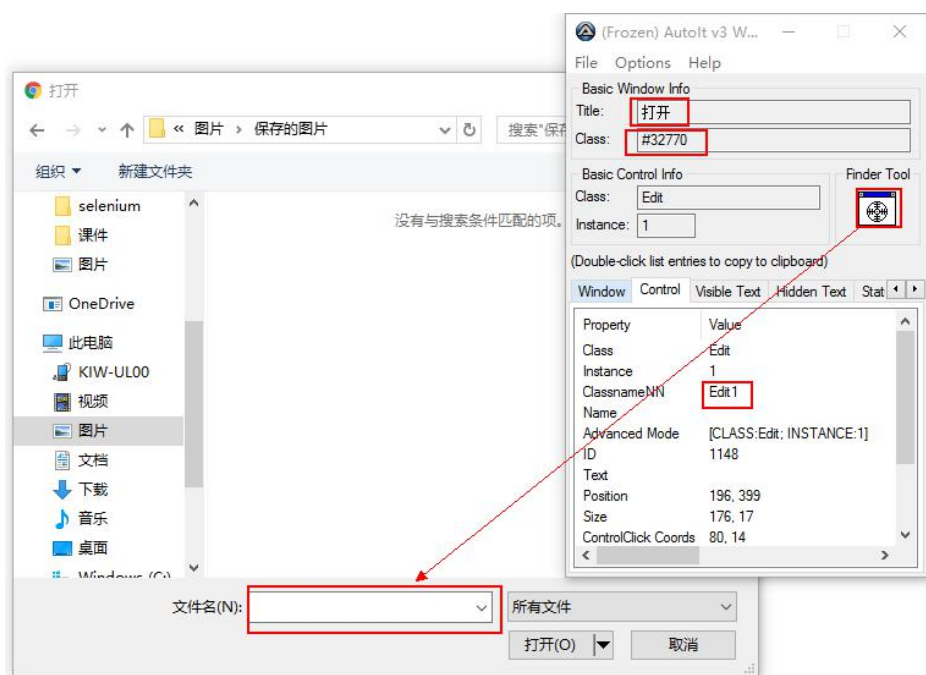 打开
« 图片 › 保存的图片
搜索"保存
组织
新建文件夹
selenium
课件
图片
OneDrive
此电脑
KIW-UL00
视频
图片
文档
下载
音乐
桌面
Windows (C:)
没有与搜索条件匹配的项。
文件名(N):
所有文件
打开(O)
取消
(Frozen) AutoIt v3 W...
File Options Help
Basic Window Info
Title: 打开
Class: #32770
Basic Control Info
Finder Tool
Class: Edit
Instance: 1
(Double-click list entries to copy to clipboard)
Window Control Visible Text Hidden Text Stat
Property Value
Class Edit
Instance 1
ClassnameNN Edit1
Name
Advanced Mode [CLASS:Edit; INSTANCE:1]
ID 1148
Text
Position 196, 399
Size 176, 17
ControlClick Coords 80, 14